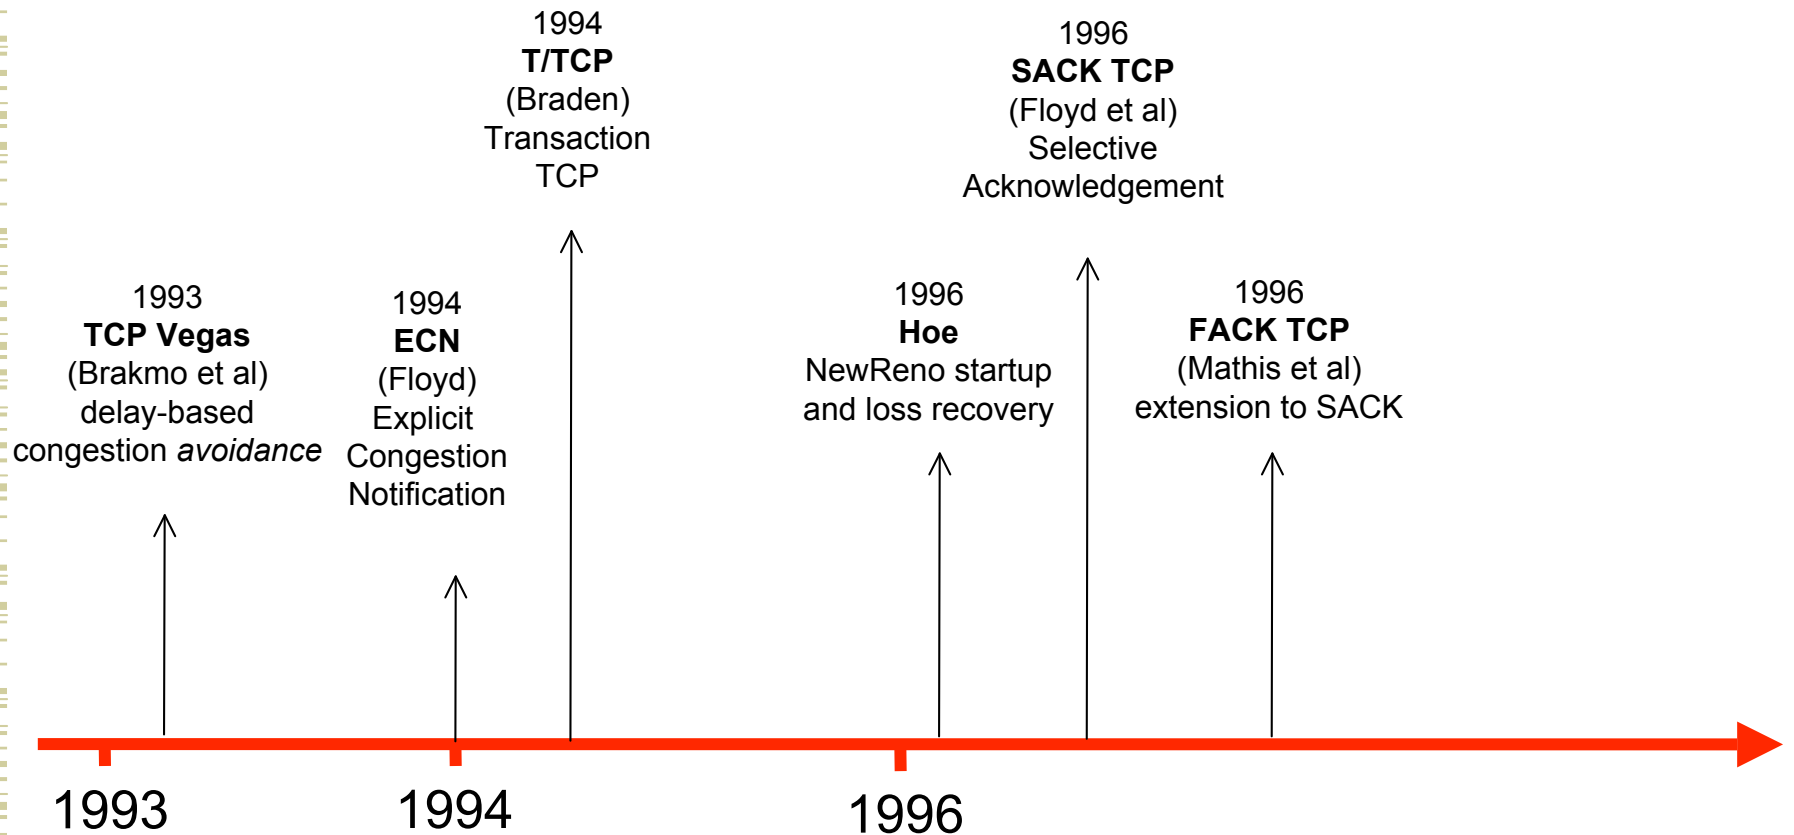 1993
TCP Vegas
(Brakmo et al)
delay-based
congestion avoidance
1994
ECN
(Floyd)
Explicit
Congestion
Notification
1994
T/TCP
(Braden)
Transaction
TCP
1996
Hoe
NewReno startup
and loss recovery
1996
SACK TCP
(Floyd et al)
Selective
Acknowledgement
1996
FACK TCP
(Mathis et al)
extension to SACK
1993
1994
1996